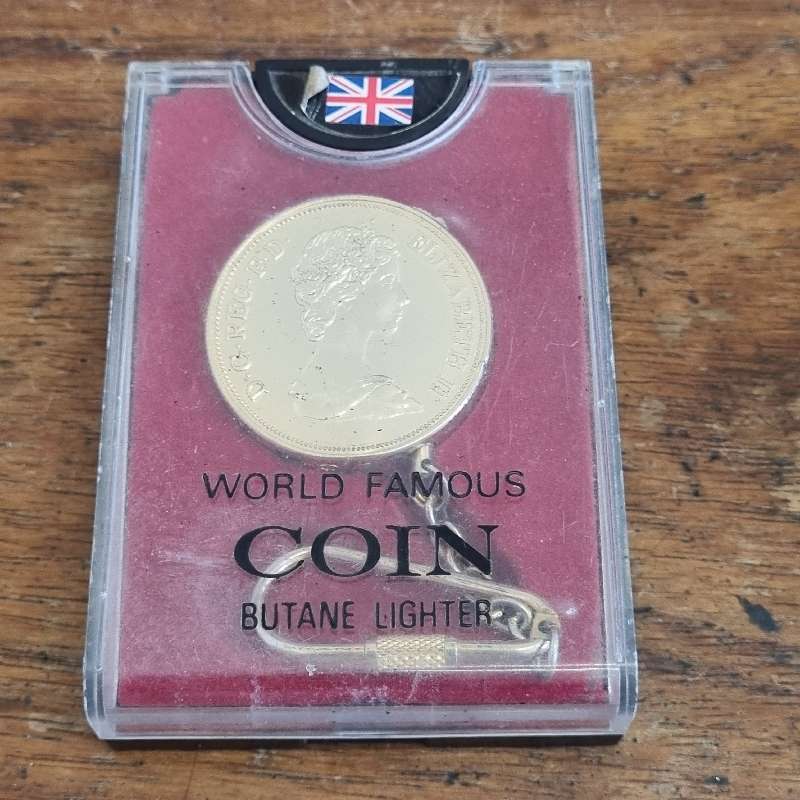 D·G·REG·F·D· ELIZABETH II·
WORLD FAMOUS
COIN
BUTANE LIGHTER